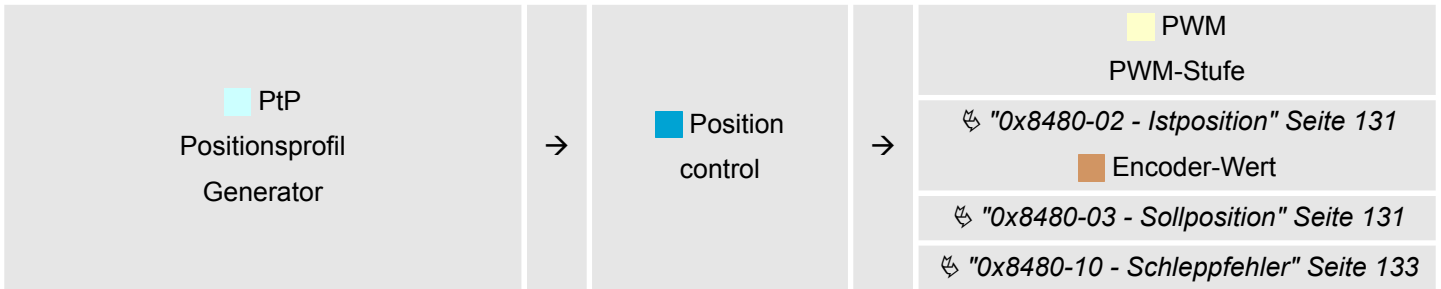 PtP
Positionsprofil
Generator
→
Position
control
→
PWM
PWM-Stufe
"0x8480-02 - Istposition" Seite 131
Encoder-Wert
"0x8480-03 - Sollposition" Seite 131
"0x8480-10 - Schleppfehler" Seite 133